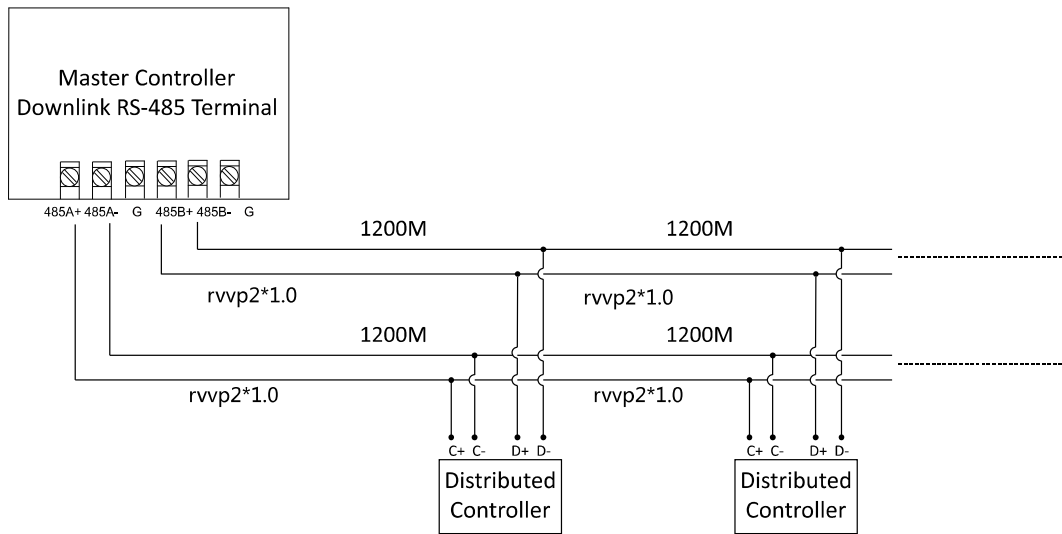 Master Controller
Downlink RS-485 Terminal
485A+ 485A- G 485B+ 485B- G
1200M 1200M
rvvp2*1.0 rvvp2*1.0
1200M 1200M
rvvp2*1.0 rvvp2*1.0
C+ C- D+ D- C+ C- D+ D-
Distributed Controller
Distributed Controller